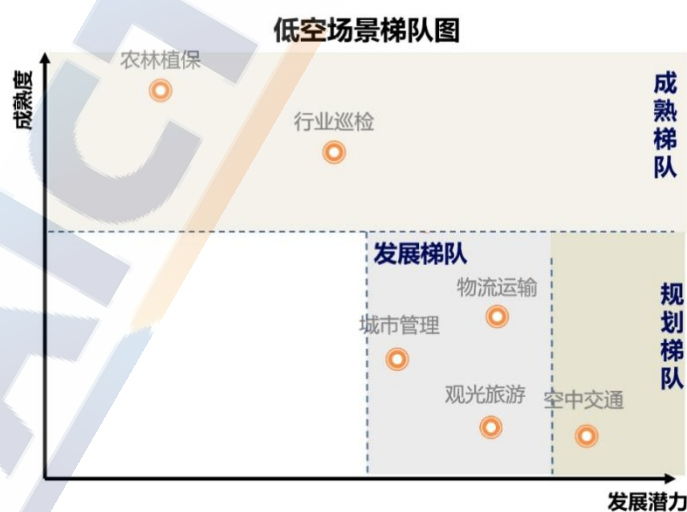 低空场景梯队图
成熟度
农林植保
行业巡检
成熟梯队
发展梯队
物流运输
城市管理
规划梯队
观光旅游
空中交通
发展潜力